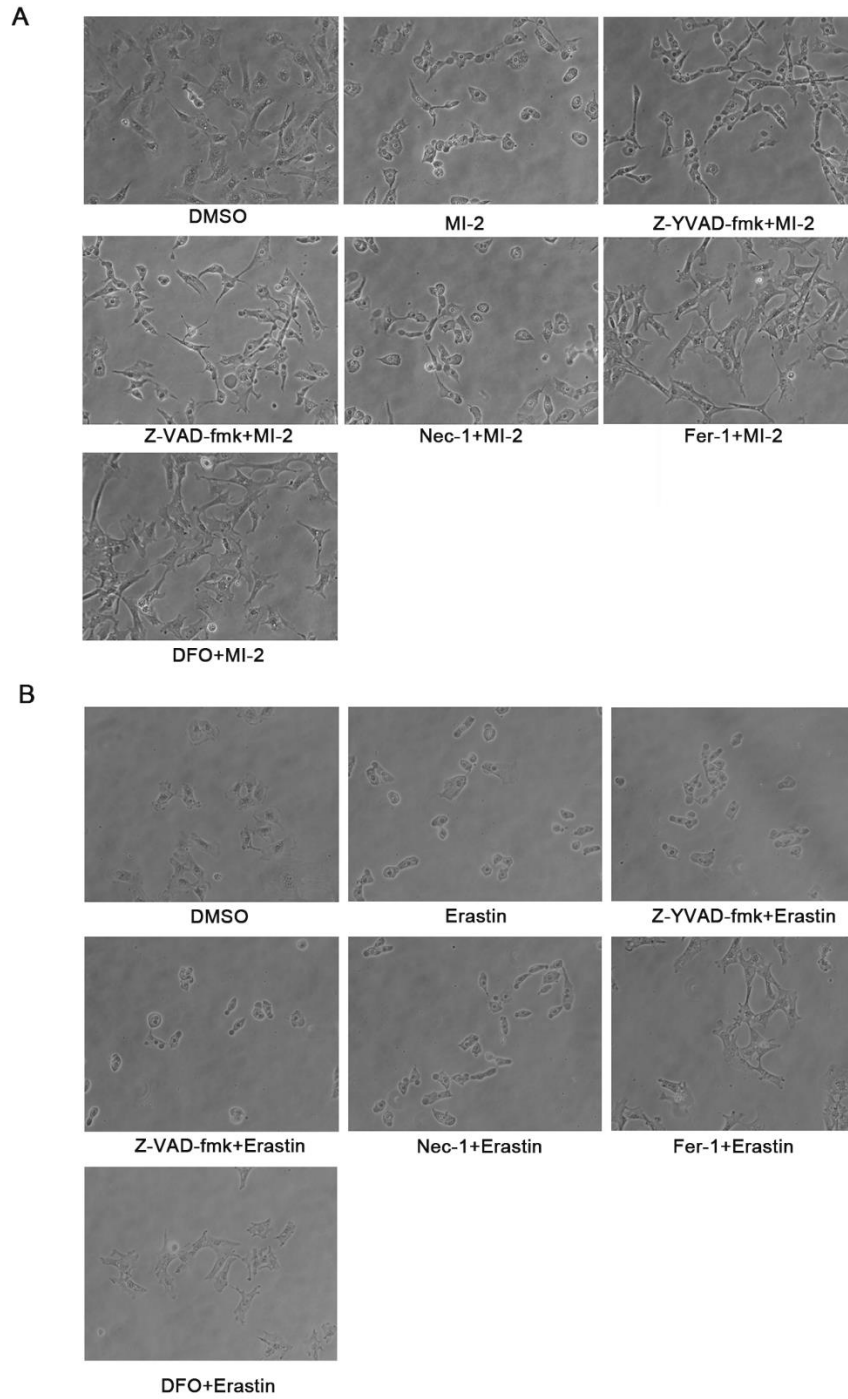 A
DMSO
MI-2
Z-YVAD-fmk+MI-2
Z-VAD-fmk+MI-2
Nec-1+MI-2
Fer-1+MI-2
DFO+MI-2
B
DMSO
Erastin
Z-YVAD-fmk+Erastin
Z-VAD-fmk+Erastin
Nec-1+Erastin
Fer-1+Erastin
DFO+Erastin